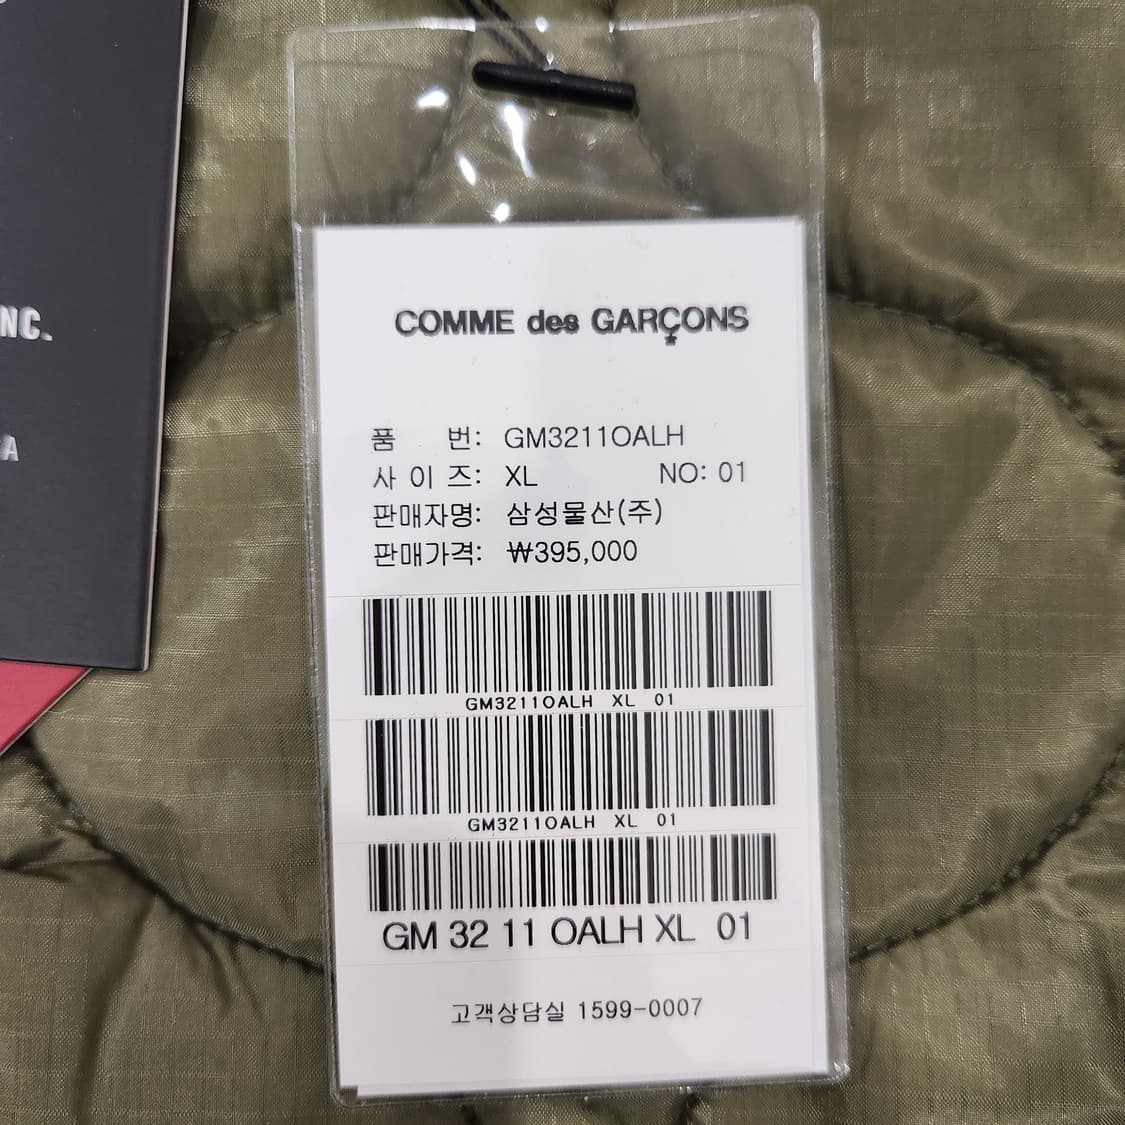 NC.
A
COMME des GARÇONS
품 번: GM3211OALH
사 이 즈: XL NO: 01
판매자명: 삼성물산(주)
판매가격: ₩395,000
GM3211OALH XL 01
GM3211OALH XL 01
GM 32 11 OALH XL 01
고객상담실 1599-0007